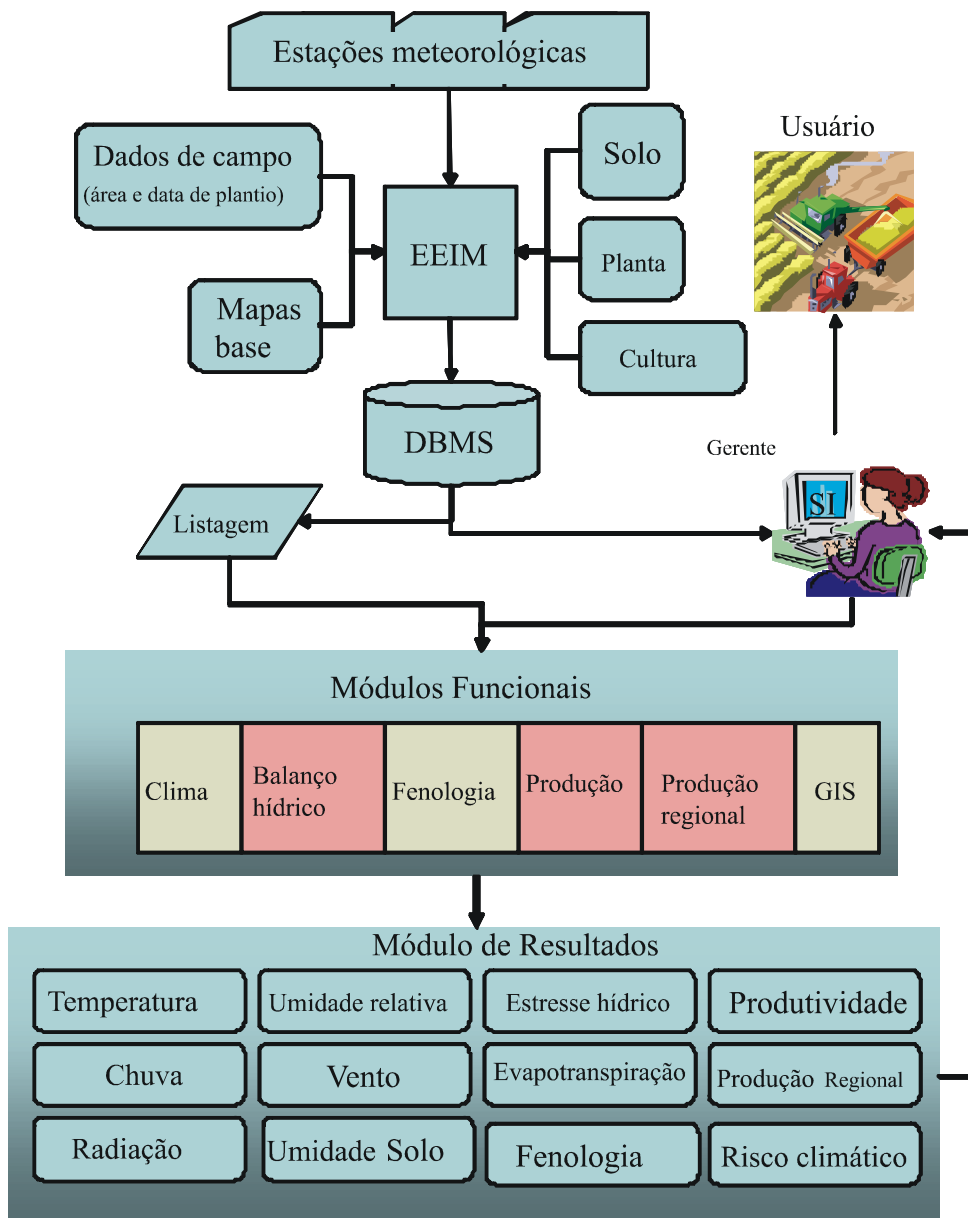 Estações meteorológicas
Dados de campo
(área e data de plantio)
Mapas
base
EEIM
Solo
Planta
Cultura
Usuário
DBMS
Gerente
SI
Listagem
Módulos Funcionais
Clima
Balanço
hídrico
Fenologia
Produção
Produção
regional
GIS
Módulo de Resultados
Temperatura
Umidade relativa
Estresse hídrico
Produtividade
Chuva
Vento
Evapotranspiração
Produção Regional
Radiação
Umidade Solo
Fenologia
Risco climático